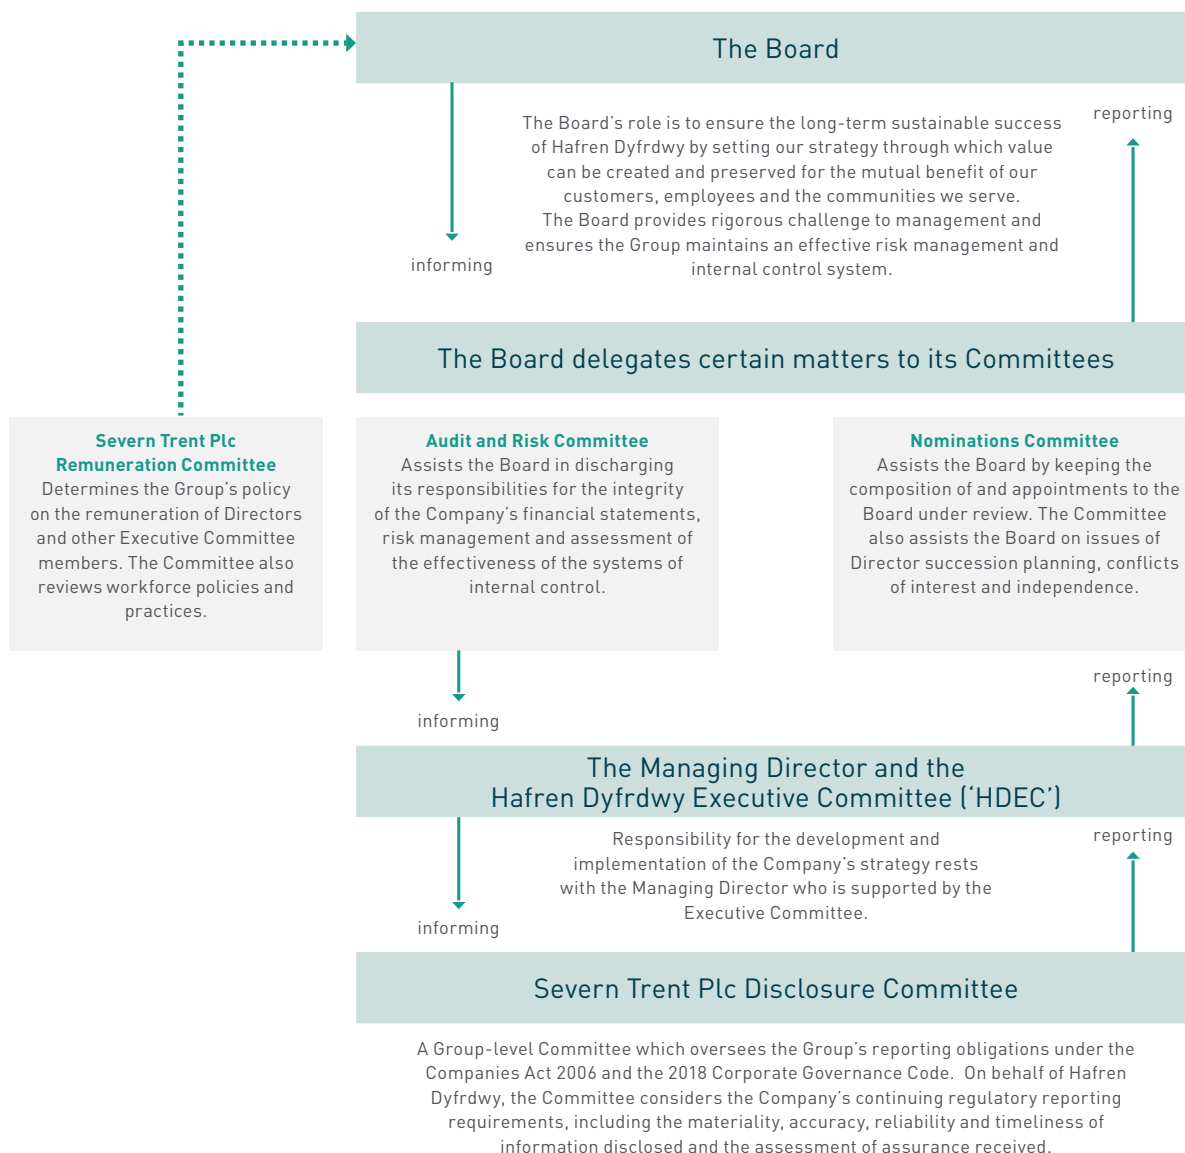 The Board
reporting
The Board's role is to ensure the long-term sustainable success
of Hafren Dyfrdwy by setting our strategy through which value
can be created and preserved for the mutual benefit of our
customers, employees and the communities we serve.
The Board provides rigorous challenge to management and
ensures the Group maintains an effective risk management and
internal control system.
informing
The Board delegates certain matters to its Committees
Severn Trent Plc
Remuneration Committee
Determines the Group's policy
on the remuneration of Directors
and other Executive Committee
members. The Committee also
reviews workforce policies and
practices.
Audit and Risk Committee
Assists the Board in discharging
its responsibilities for the integrity
of the Company's financial statements,
risk management and assessment of
the effectiveness of the systems of
internal control.
Nominations Committee
Assists the Board by keeping the
composition of and appointments to the
Board under review. The Committee
also assists the Board on issues of
Director succession planning, conflicts
of interest and independence.
reporting
informing
The Managing Director and the
Hafren Dyfrdwy Executive Committee (‘HDEC’)
reporting
Responsibility for the development and
implementation of the Company's strategy rests
with the Managing Director who is supported by the
Executive Committee.
informing
Severn Trent Plc Disclosure Committee
A Group-level Committee which oversees the Group's reporting obligations under the
Companies Act 2006 and the 2018 Corporate Governance Code.  On behalf of Hafren
Dyfrdwy, the Committee considers the Company's continuing regulatory reporting
requirements, including the materiality, accuracy, reliability and timeliness of
information disclosed and the assessment of assurance received.